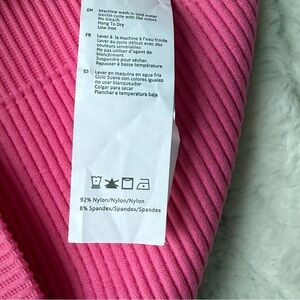 EN - Machine wash in cold water
Gentle cycle with like colors
No bleach
Hang To Dry
Low iron
FR Laver à la machine à l'eau froide
Laver au cycle délicat avec des
couleurs semblables
Ne pas utiliser d'agent de
blanchiment
Suspendre pour sécher
Repasser à basse température
ES Lavar en maquina en agua fria
Ciclo Suave con colores iguales
no usar blanqueador
Colgar para secar
Planchar a temperatura baja
92% Nylon/Nylon/Nylon
8% Spandex/Spandex/Spandex